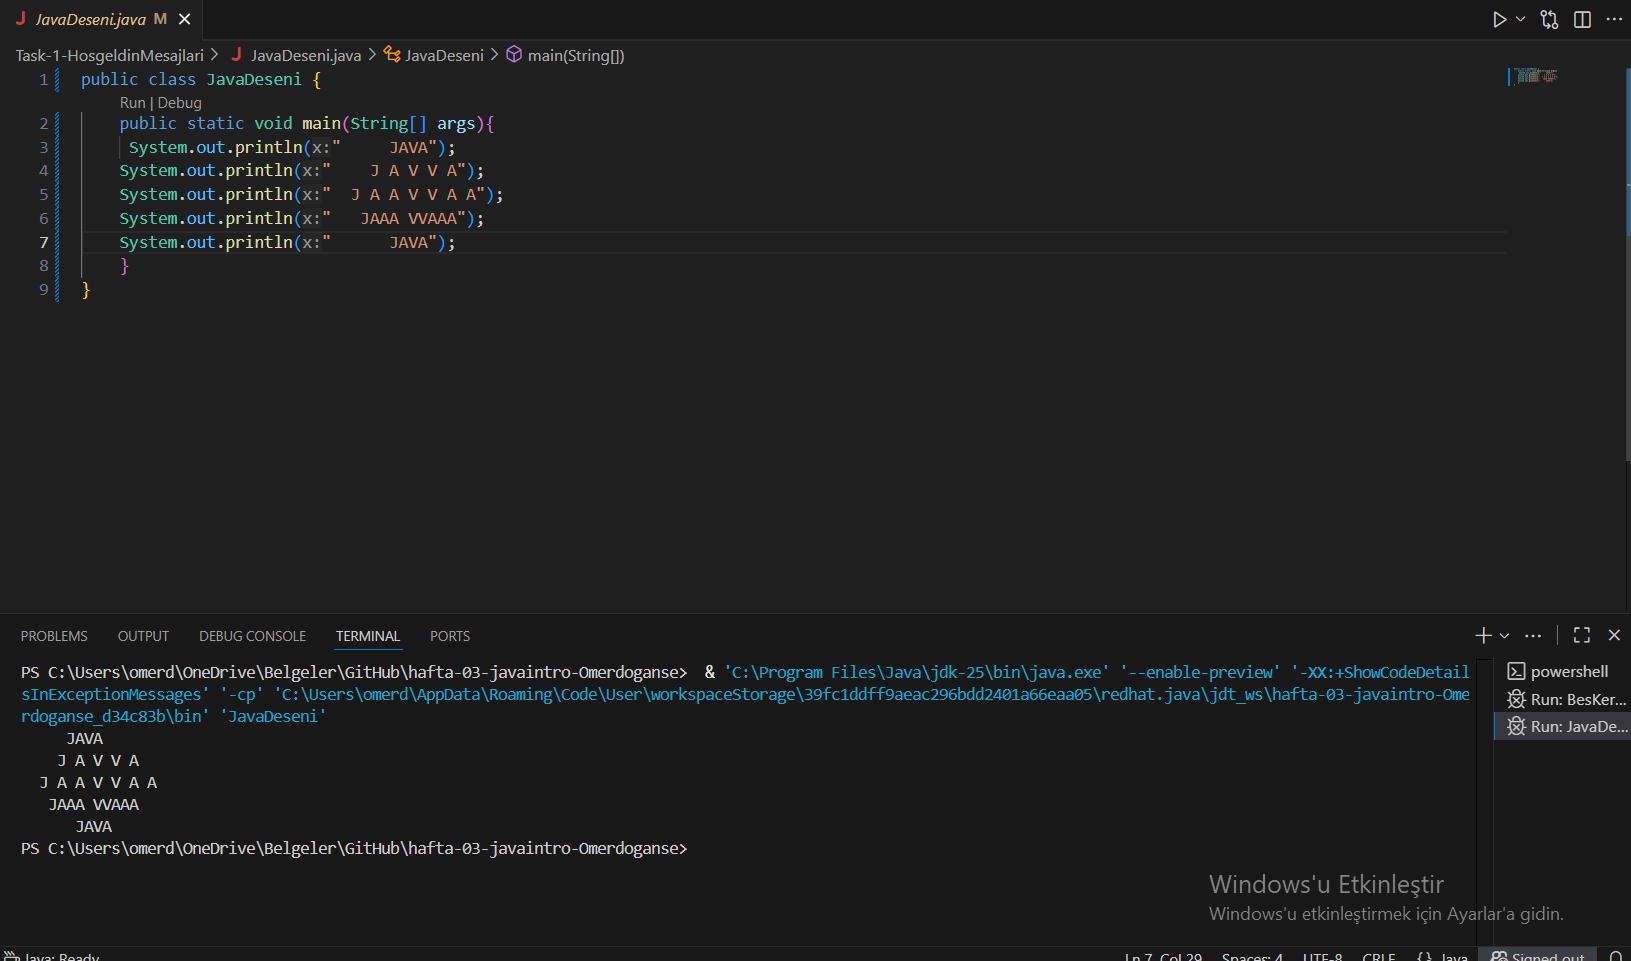 J JavaDeseni.java M ×
Task-1-HosgeldinMesajlari > J JavaDeseni.java > JavaDeseni > main(String[])
1 public class JavaDeseni {
Run | Debug
2     public static void main(String[] args){
3      System.out.println(x:"     JAVA");
4     System.out.println(x:"    J A V V A");
5     System.out.println(x:"  J A A V V A A");
6     System.out.println(x:"   JAAA VVAAA");
7     System.out.println(x:"      JAVA");
8     }
9 }
PROBLEMS OUTPUT DEBUG CONSOLE TERMINAL PORTS
PS C:\Users\omerd\OneDrive\Belgeler\GitHub\hafta-03-javaintro-Omerdoganse>  & 'C:\Program Files\Java\jdk-25\bin\java.exe' '--enable-preview' '-XX:+ShowCodeDetail
sInExceptionMessages' '-cp' 'C:\Users\omerd\AppData\Roaming\Code\User\workspaceStorage\39fc1ddff9aeac296bdd2401a66eaa05\redhat.java\jdt_ws\hafta-03-javaintro-Ome
rdoganse_d34c83b\bin' 'JavaDeseni'
     JAVA
    J A V V A
  J A A V V A A
   JAAA VVAAA
      JAVA
PS C:\Users\omerd\OneDrive\Belgeler\GitHub\hafta-03-javaintro-Omerdoganse>
powershell
Run: BesKer...
Run: JavaDe...
Windows'u Etkinleştir
Windows'u etkinleştirmek için Ayarlar'a gidin.
Java: Ready Ln 7, Col 29 Spaces: 4 UTF-8 CRLF {} Java Signed out